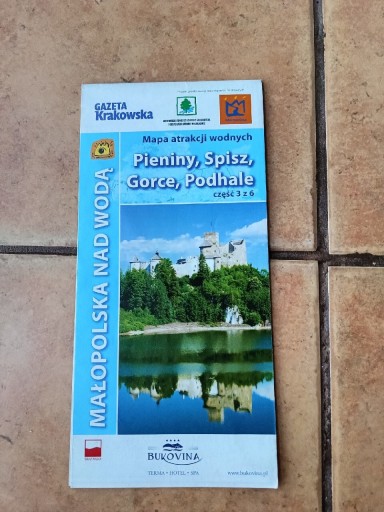 GAZETA
Krakowska
Mapa atrakcji wodnych
Pieniny, Spisz,
Gorce, Podhale
część 3 z 6
MAŁOPOLSKA NAD WODĄ
BUKOVINA
TERMA • HOTEL • SPA
www.bukovina.pl